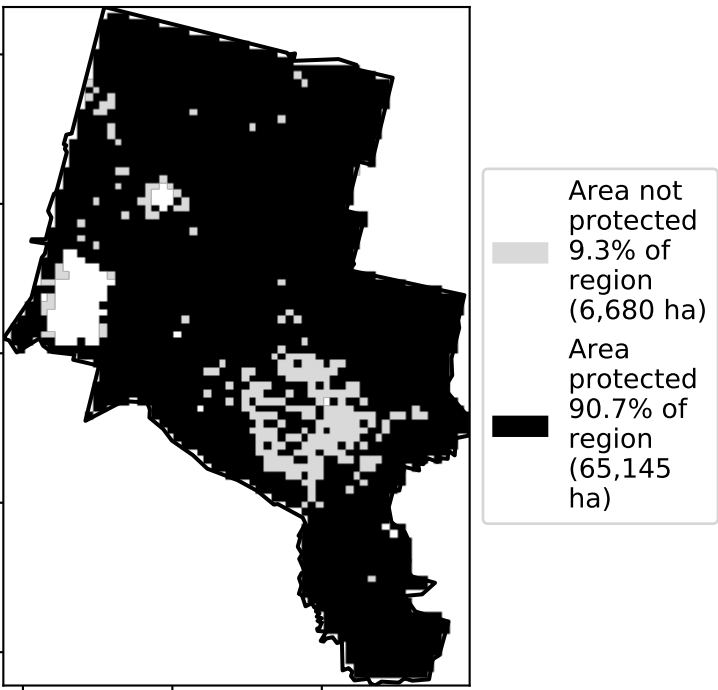 Area not
protected
9.3% of
region
(6,680 ha)
Area
protected
90.7% of
region
(65,145
ha)